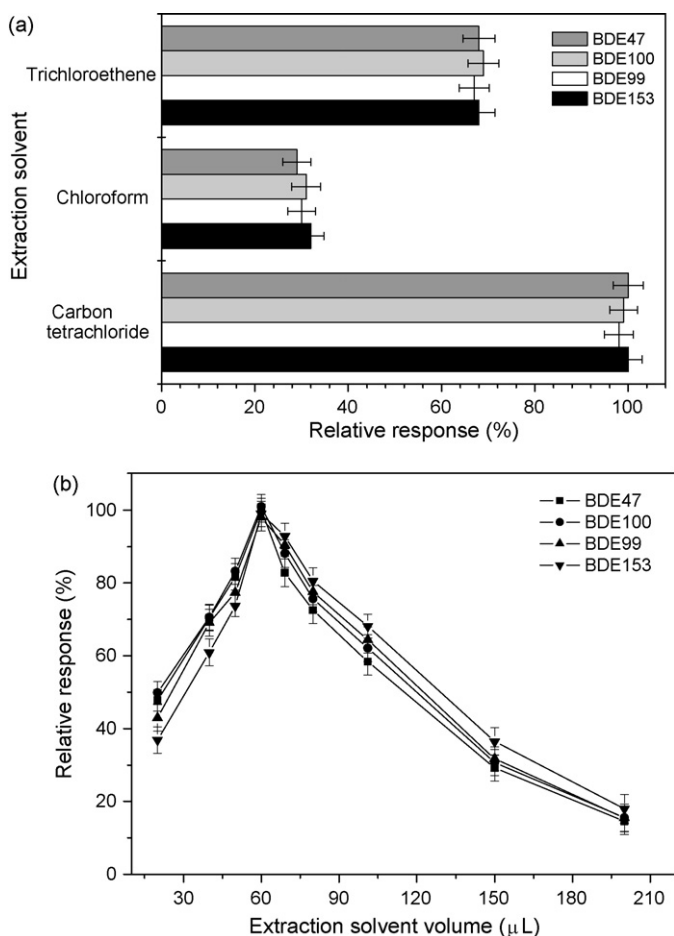 (a)
BDE47
BDE100
BDE99
BDE153
Trichloroethene
Chloroform
Carbon
tetrachloride
Extraction solvent
0 20 40 60 80 100
Relative response (%)
(b)
BDE47
BDE100
BDE99
BDE153
100
80
60
40
20
0
Relative response (%)
30 60 90 120 150 180 210
Extraction solvent volume (μL)